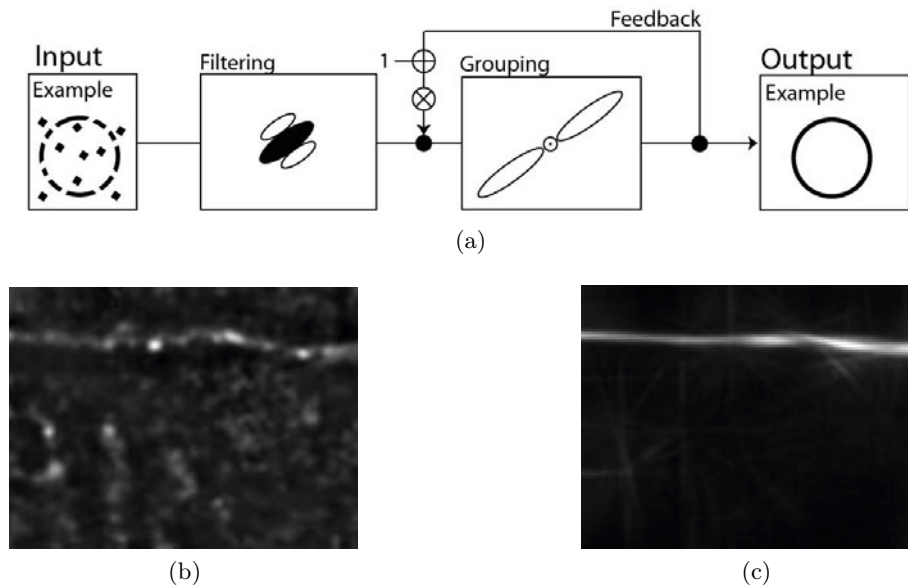 Feedback
Input
Filtering
1
Grouping
Output
Example
Example
(a)
(b)
(c)